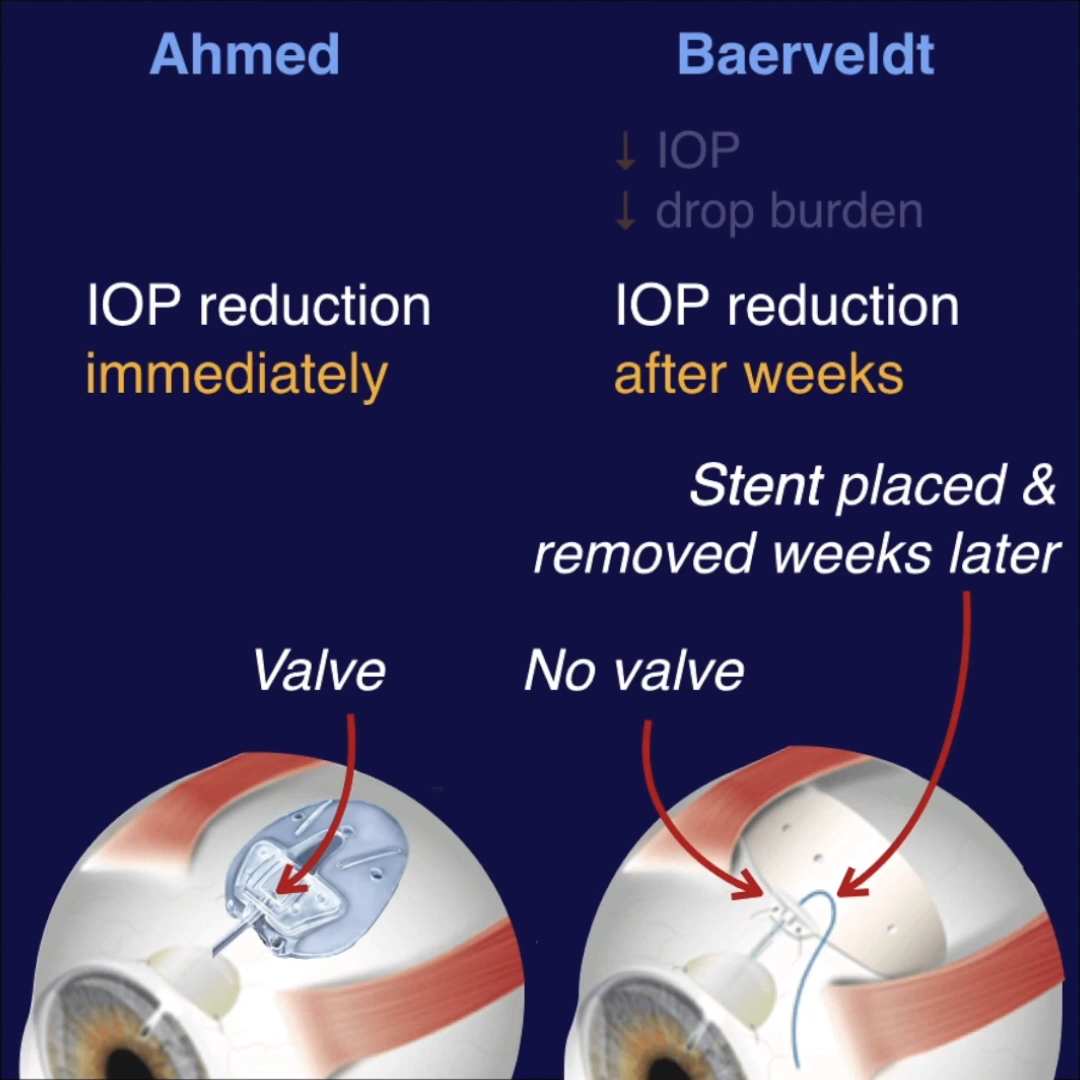 Ahmed
Baerveldt
↓ IOP
↓ drop burden
IOP reduction
immediately
IOP reduction
after weeks
Stent placed &
removed weeks later
Valve
No valve